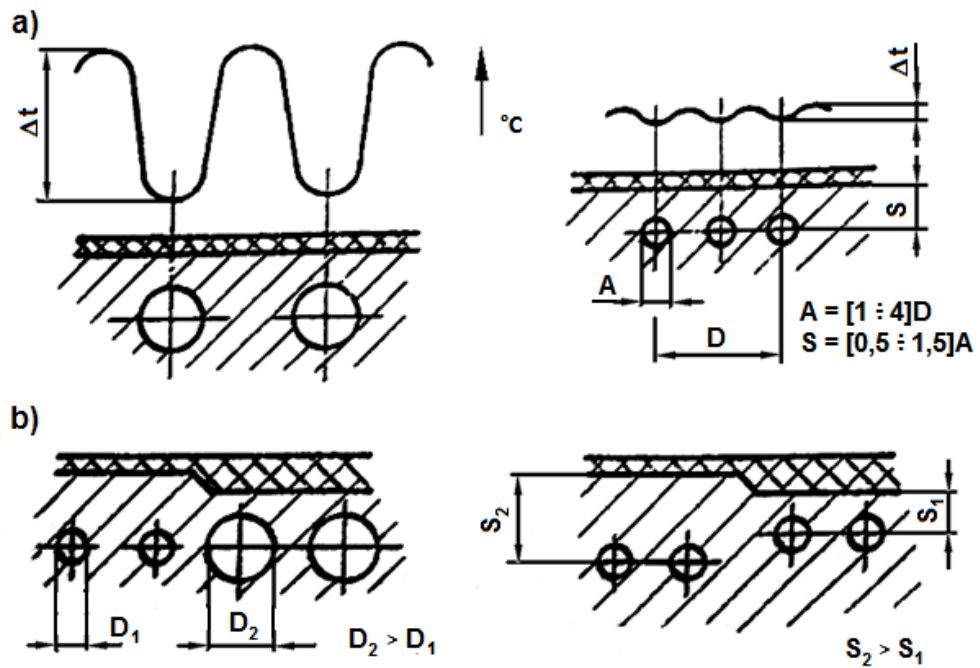 a)
Δt
°C
Δt
S
A
D
A = [1 ÷ 4]D
S = [0,5 ÷ 1,5]A
b)
D₁
D₂
D₂ > D₁
S₂
S₁
S₂ > S₁